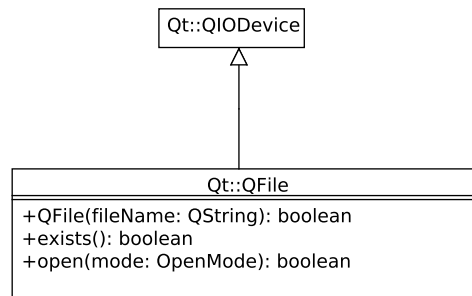 Qt::QIODevice
Qt::QFile
+QFile(fileName: QString): boolean
+exists(): boolean
+open(mode: OpenMode): boolean